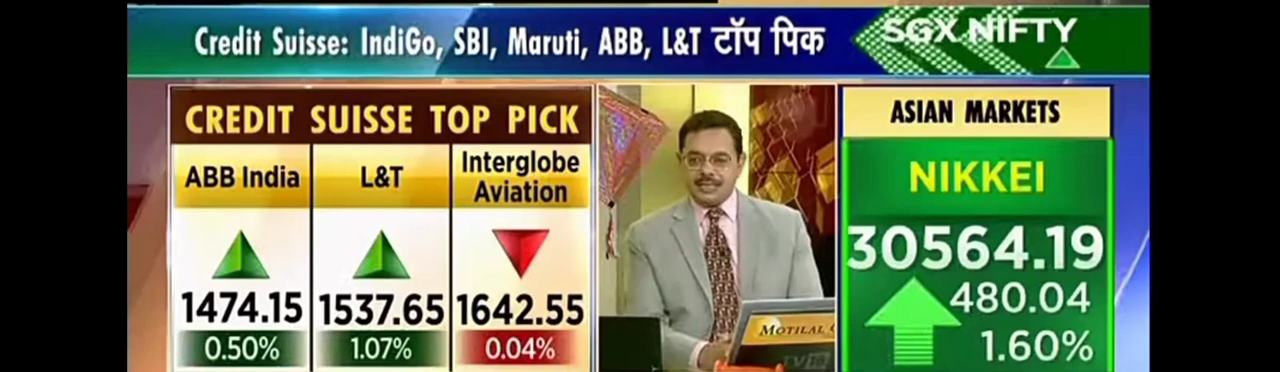 Credit Suisse: IndiGo, SBI, Maruti, ABB, L&T टॉप पिक
SGX NIFTY
CREDIT SUISSE TOP PICK
ABB India
L&T
Interglobe
Aviation
1474.15
1537.65
1642.55
0.50%
1.07%
0.04%
MOTILAL
TV18
ASIAN MARKETS
NIKKEI
30564.19
480.04
1.60%